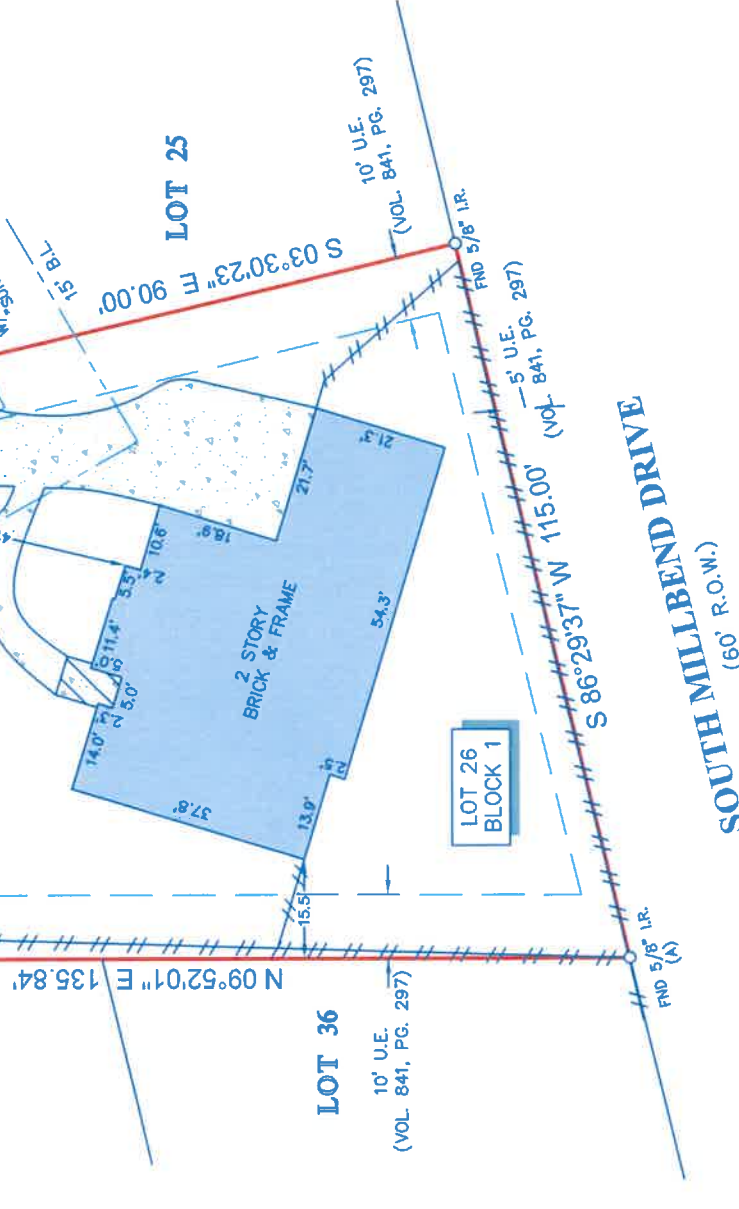 LOT 25
15' B.L.
S 03°30'23" E 90.00'
10' U.E.
(VOL. 841, PG. 297)
FND 5/8" I.R.
5' U.E.
(VOL. 841, PG. 297)
S 86°29'37" W 115.00'
SOUTH MILLBEND DRIVE
(60' R.O.W.)
21.3'
21.7'
18.9'
10.6'
5.5'
11.4'
5.0'
14.0'
2 STORY
BRICK & FRAME
54.3'
37.8'
13.9'
15.5'
LOT 26
BLOCK 1
N 09°52'01" E 135.84'
LOT 36
10' U.E.
(VOL. 841, PG. 297)
FND 5/8" I.R.
(A)